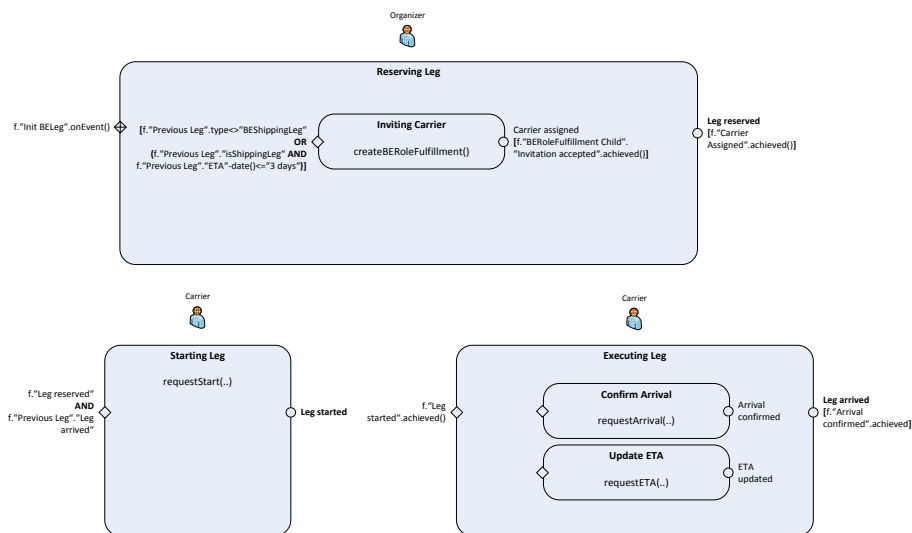 Organizer
Reserving Leg
f.“Init BELeg”.onEvent()
[f.“Previous Leg”.type<>”BEShippingLeg”
OR
(f.“Previous Leg”.“isShippingLeg” AND
f.“Previous Leg”.“ETA”-date()<=“3 days”)]
Inviting Carrier
createBERoleFulfillment()
Carrier assigned
[f.“BERoleFulfillment Child”.
“Invitation accepted”.achieved()]
Leg reserved
[f.“Carrier
Assigned”.achieved()]
Carrier
Starting Leg
requestStart(..)
f.“Leg reserved”
AND
f.“Previous Leg”.“Leg
arrived”
Leg started
Carrier
Executing Leg
f.“Leg
started”.achieved()
Confirm Arrival
requestArrival(..)
Arrival
confirmed
Update ETA
requestETA(..)
ETA
updated
Leg arrived
[f.“Arrival
confirmed”.achieved]